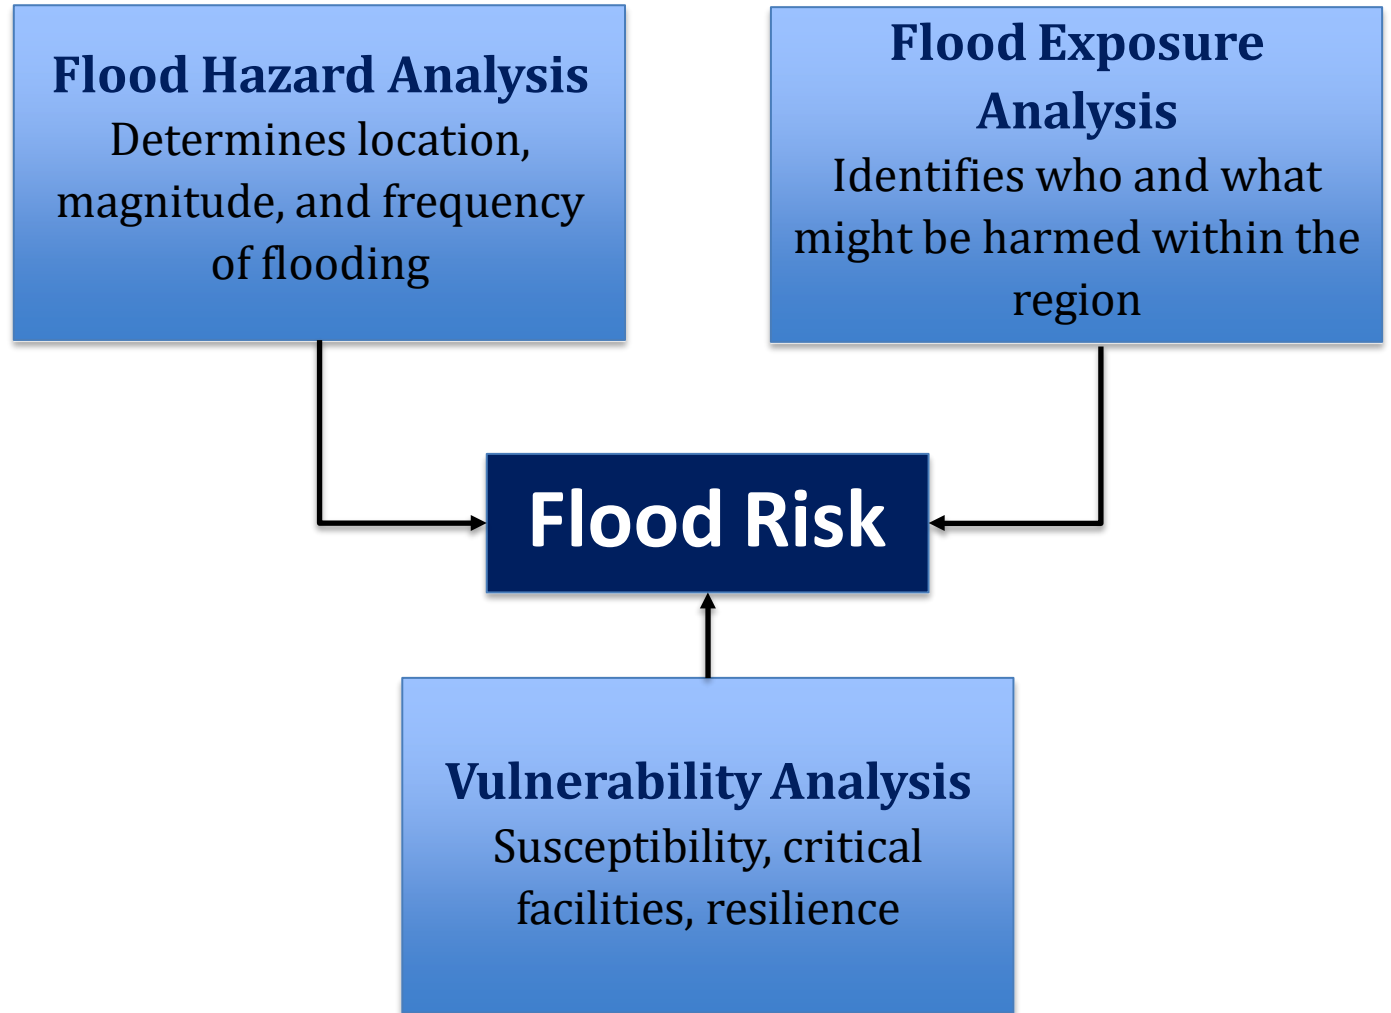 Flood Hazard Analysis
Determines location,
magnitude, and frequency
of flooding
Flood Exposure
Analysis
Identifies who and what
might be harmed within the
region
Flood Risk
Vulnerability Analysis
Susceptibility, critical
facilities, resilience